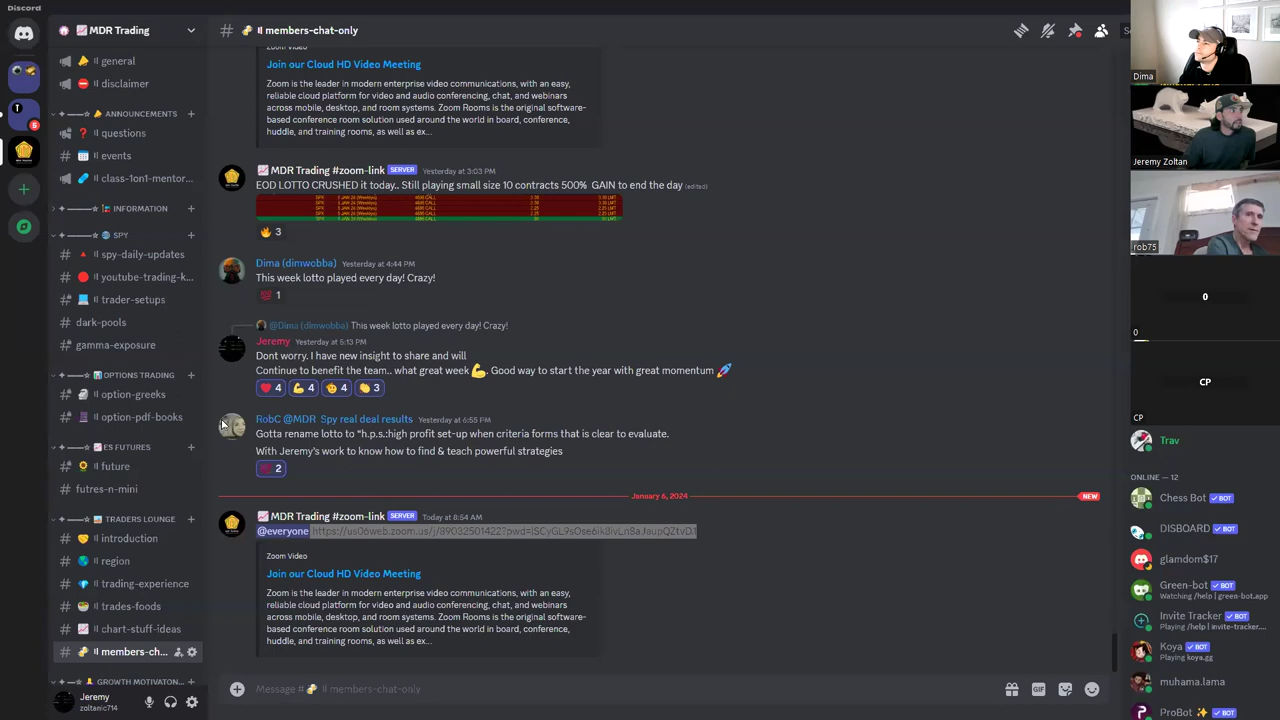 Discord
MDR Trading
general
disclaimer
ANNOUNCEMENTS
questions
events
class-1on1-mentor...
INFORMATION
SPY
spy-daily-updates
youtube-trading-k...
trader-setups
dark-pools
gamma-exposure
OPTIONS TRADING
option-greeks
option-pdf-books
ES FUTURES
future
futres-n-mini
TRADERS LOUNGE
introduction
region
trading-experience
trades-foods
chart-stuff-ideas
members-ch...
GROWTH MOTIVATON
Jeremy
zoltanic714
# members-chat-only
Zoom Video
Join our Cloud HD Video Meeting
Zoom is the leader in modern enterprise video communications, with an easy,
reliable cloud platform for video and audio conferencing, chat, and webinars
across mobile, desktop, and room systems. Zoom Rooms is the original software-
based conference room solution used around the world in board, conference,
huddle, and training rooms, as well as ex...
MDR Trading #zoom-link SERVER Yesterday at 3:03 PM
EOD LOTTO CRUSHED it today.. Still playing small size 10 contracts 500% GAIN to end the day (edited)
3
Dima (dimwobba) Yesterday at 4:44 PM
This week lotto played every day! Crazy!
1
@Dima (dimwobba) This week lotto played every day! Crazy!
Jeremy Yesterday at 5:13 PM
Dont worry. I have new insight to share and will
Continue to benefit the team.. what great week . Good way to start the year with great momentum
4 4 4 3
RobC @MDR Spy real deal results Yesterday at 6:55 PM
Gotta rename lotto to "h.p.s.:high profit set-up when criteria forms that is clear to evaluate.
With Jeremy's work to know how to find & teach powerful strategies
2
January 6, 2024 NEW
MDR Trading #zoom-link SERVER Today at 8:54 AM
@everyone
Zoom Video
Join our Cloud HD Video Meeting
Zoom is the leader in modern enterprise video communications, with an easy,
reliable cloud platform for video and audio conferencing, chat, and webinars
across mobile, desktop, and room systems. Zoom Rooms is the original software-
based conference room solution used around the world in board, conference,
huddle, and training rooms, as well as ex...
Message # members-chat-only
GIF
Dima
Jeremy Zoltan
rob75
0
0
CP
CP
Trav
ONLINE — 12
Chess Bot BOT
DISBOARD BOT
glamdom$17
Green-bot BOT
Watching /help | green-bot.app
Invite Tracker BOT
Playing /help | invite-tracker....
Koya BOT
Playing koya.gg
muhama.lama
ProBot BOT